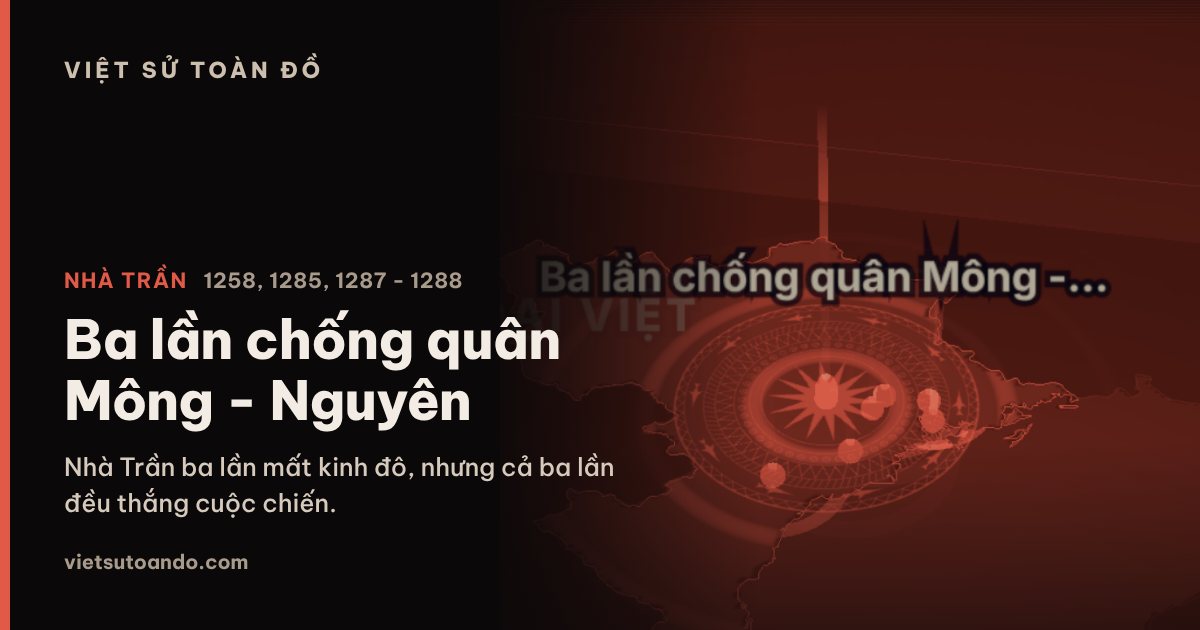 VIỆT SỬ TOÀN ĐỒ
NHÀ TRẦN 1258, 1285, 1287 - 1288
Ba lần chống quân
Mông - Nguyên
Nhà Trần ba lần mất kinh đô, nhưng cả ba lần
đều thắng cuộc chiến.
vietsutoando.com
Ba lần chống quân Mông -...
VIỆT